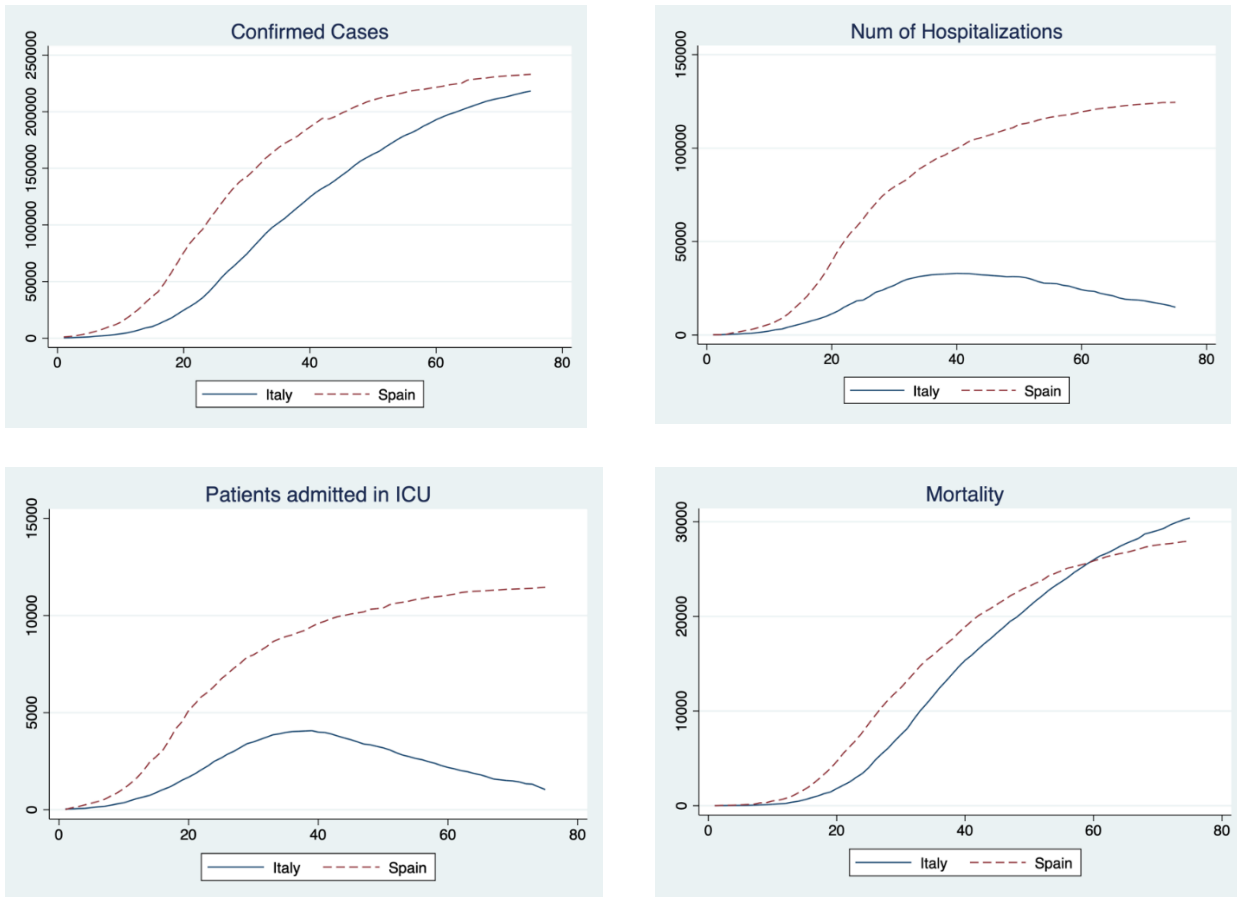 Confirmed Cases
250000
200000
150000
100000
50000
0
0 20 40 60 80
Italy Spain
Num of Hospitalizations
150000
100000
50000
0
0 20 40 60 80
Italy Spain
Patients admitted in ICU
15000
10000
5000
0
0 20 40 60 80
Italy Spain
Mortality
30000
20000
10000
0
0 20 40 60 80
Italy Spain